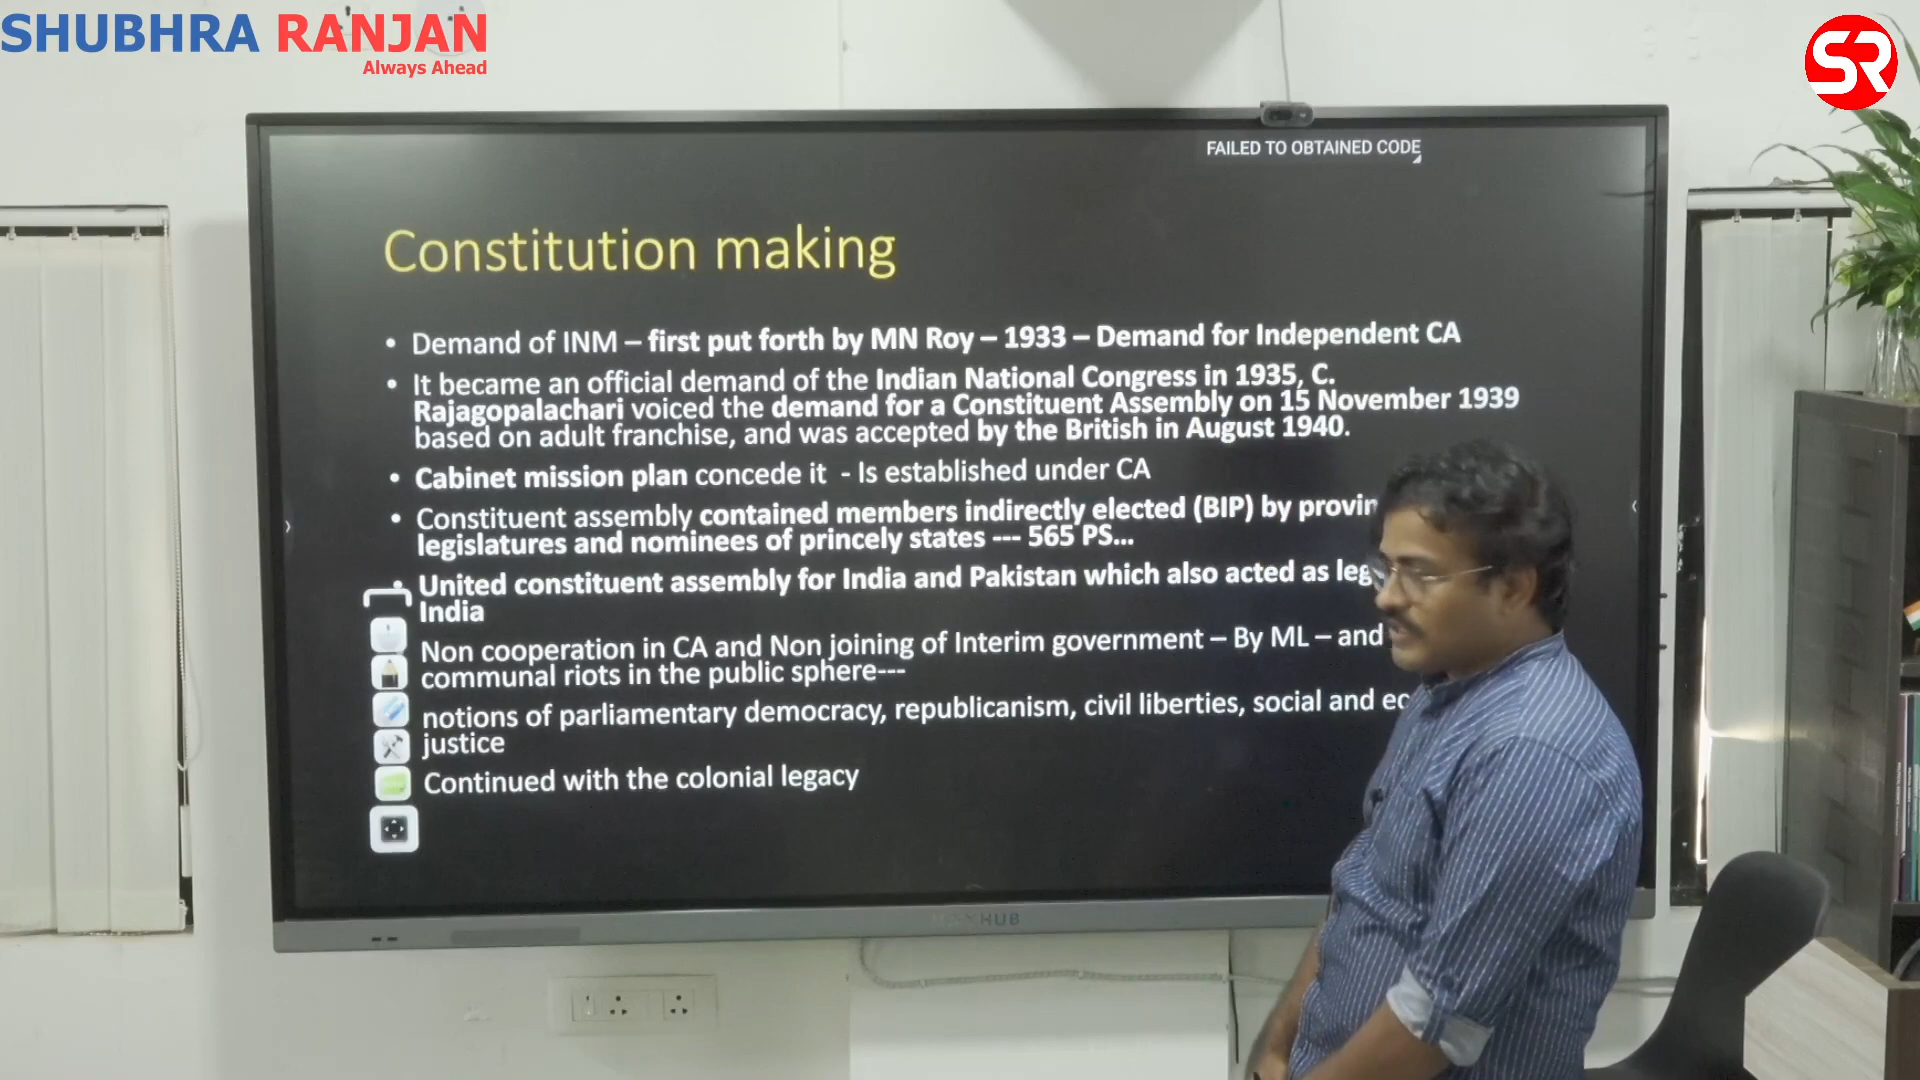 SHUBHRA RANJAN
Always Ahead
SR
FAILED TO OBTAINED CODE
Constitution making
• Demand of INM – first put forth by MN Roy – 1933 – Demand for Independent CA
• It became an official demand of the Indian National Congress in 1935, C.
Rajagopalachari voiced the demand for a Constituent Assembly on 15 November 1939
based on adult franchise, and was accepted by the British in August 1940.
• Cabinet mission plan concede it - Is established under CA
• Constituent assembly contained members indirectly elected (BIP) by provin
legislatures and nominees of princely states --- 565 PS...
• United constituent assembly for India and Pakistan which also acted as leg
India
Non cooperation in CA and Non joining of Interim government – By ML – and
communal riots in the public sphere---
notions of parliamentary democracy, republicanism, civil liberties, social and ec
justice
Continued with the colonial legacy